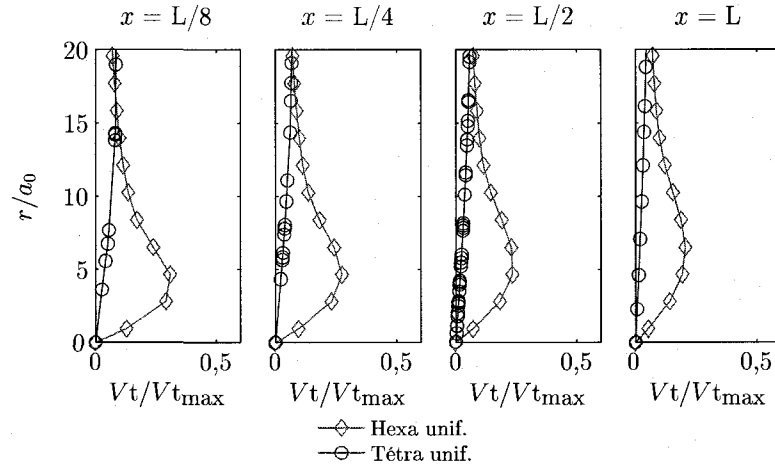 x = L/8 x = L/4 x = L/2 x = L
20
15
10
5
0
r/a0
0 0,5 0 0,5 0 0,5 0 0,5
Vt/Vtmax Vt/Vtmax Vt/Vtmax Vt/Vtmax
Hexa unif.
Tétra unif.